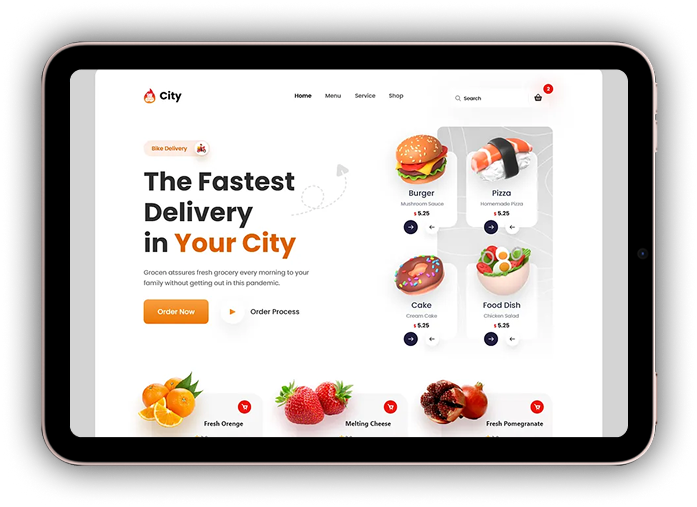 City
Home Menu Service Shop
Search
2
Bike Delivery
The Fastest
Delivery
in Your City
Grocen atssures fresh grocery every morning to your
family without getting out in this pandemic.
Order Now
Order Process
Burger
Mushroom Sauce
$ 5.25
Pizza
Homemade Pizza
$ 5.25
Cake
Cream Cake
$ 5.25
Food Dish
Chicken Salad
$ 5.25
Fresh Orenge
Melting Cheese
Fresh Pomegranate